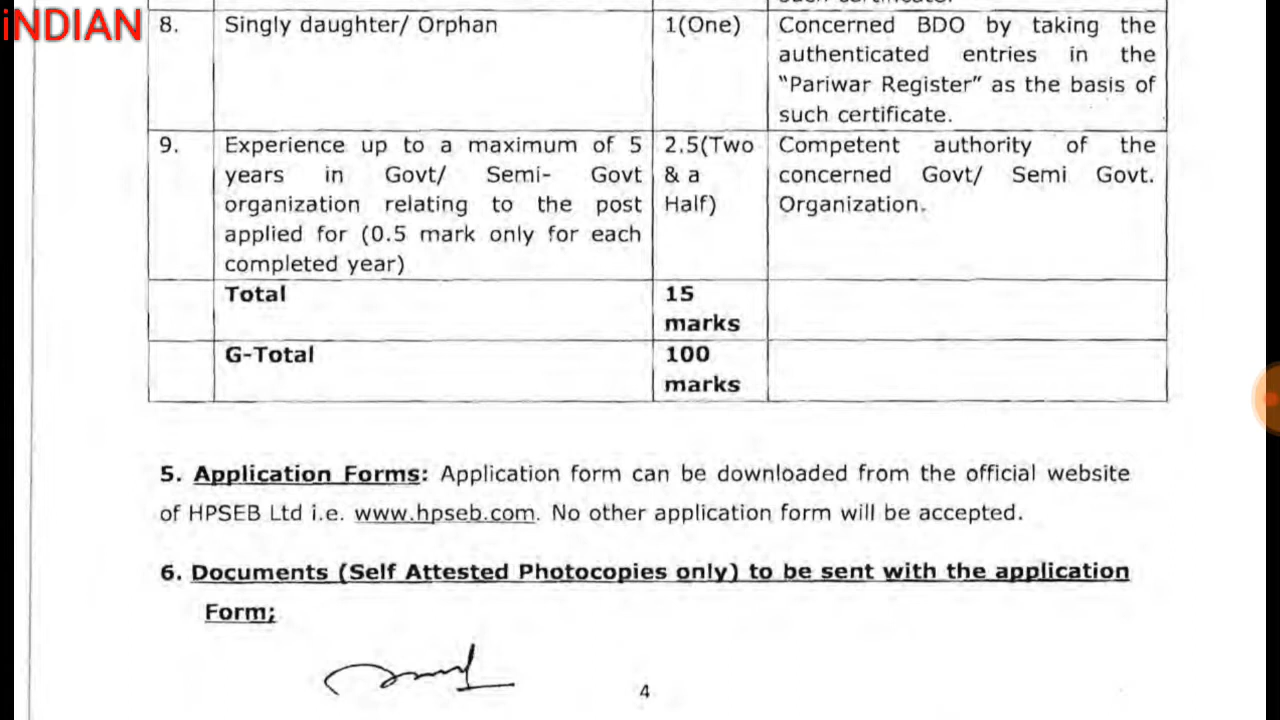 such certificate.
iNDIAN
8. Singly daughter/ Orphan 1(One) Concerned BDO by taking the
authenticated entries in the
"Pariwar Register" as the basis of
such certificate.
9. Experience up to a maximum of 5 2.5(Two Competent authority of the
years in Govt/ Semi- Govt & a concerned Govt/ Semi Govt.
organization relating to the post Half) Organization.
applied for (0.5 mark only for each
completed year)
Total 15
marks
G-Total 100
marks
5. Application Forms: Application form can be downloaded from the official website
of HPSEB Ltd i.e. www.hpseb.com. No other application form will be accepted.
6. Documents (Self Attested Photocopies only) to be sent with the application
Form;
4